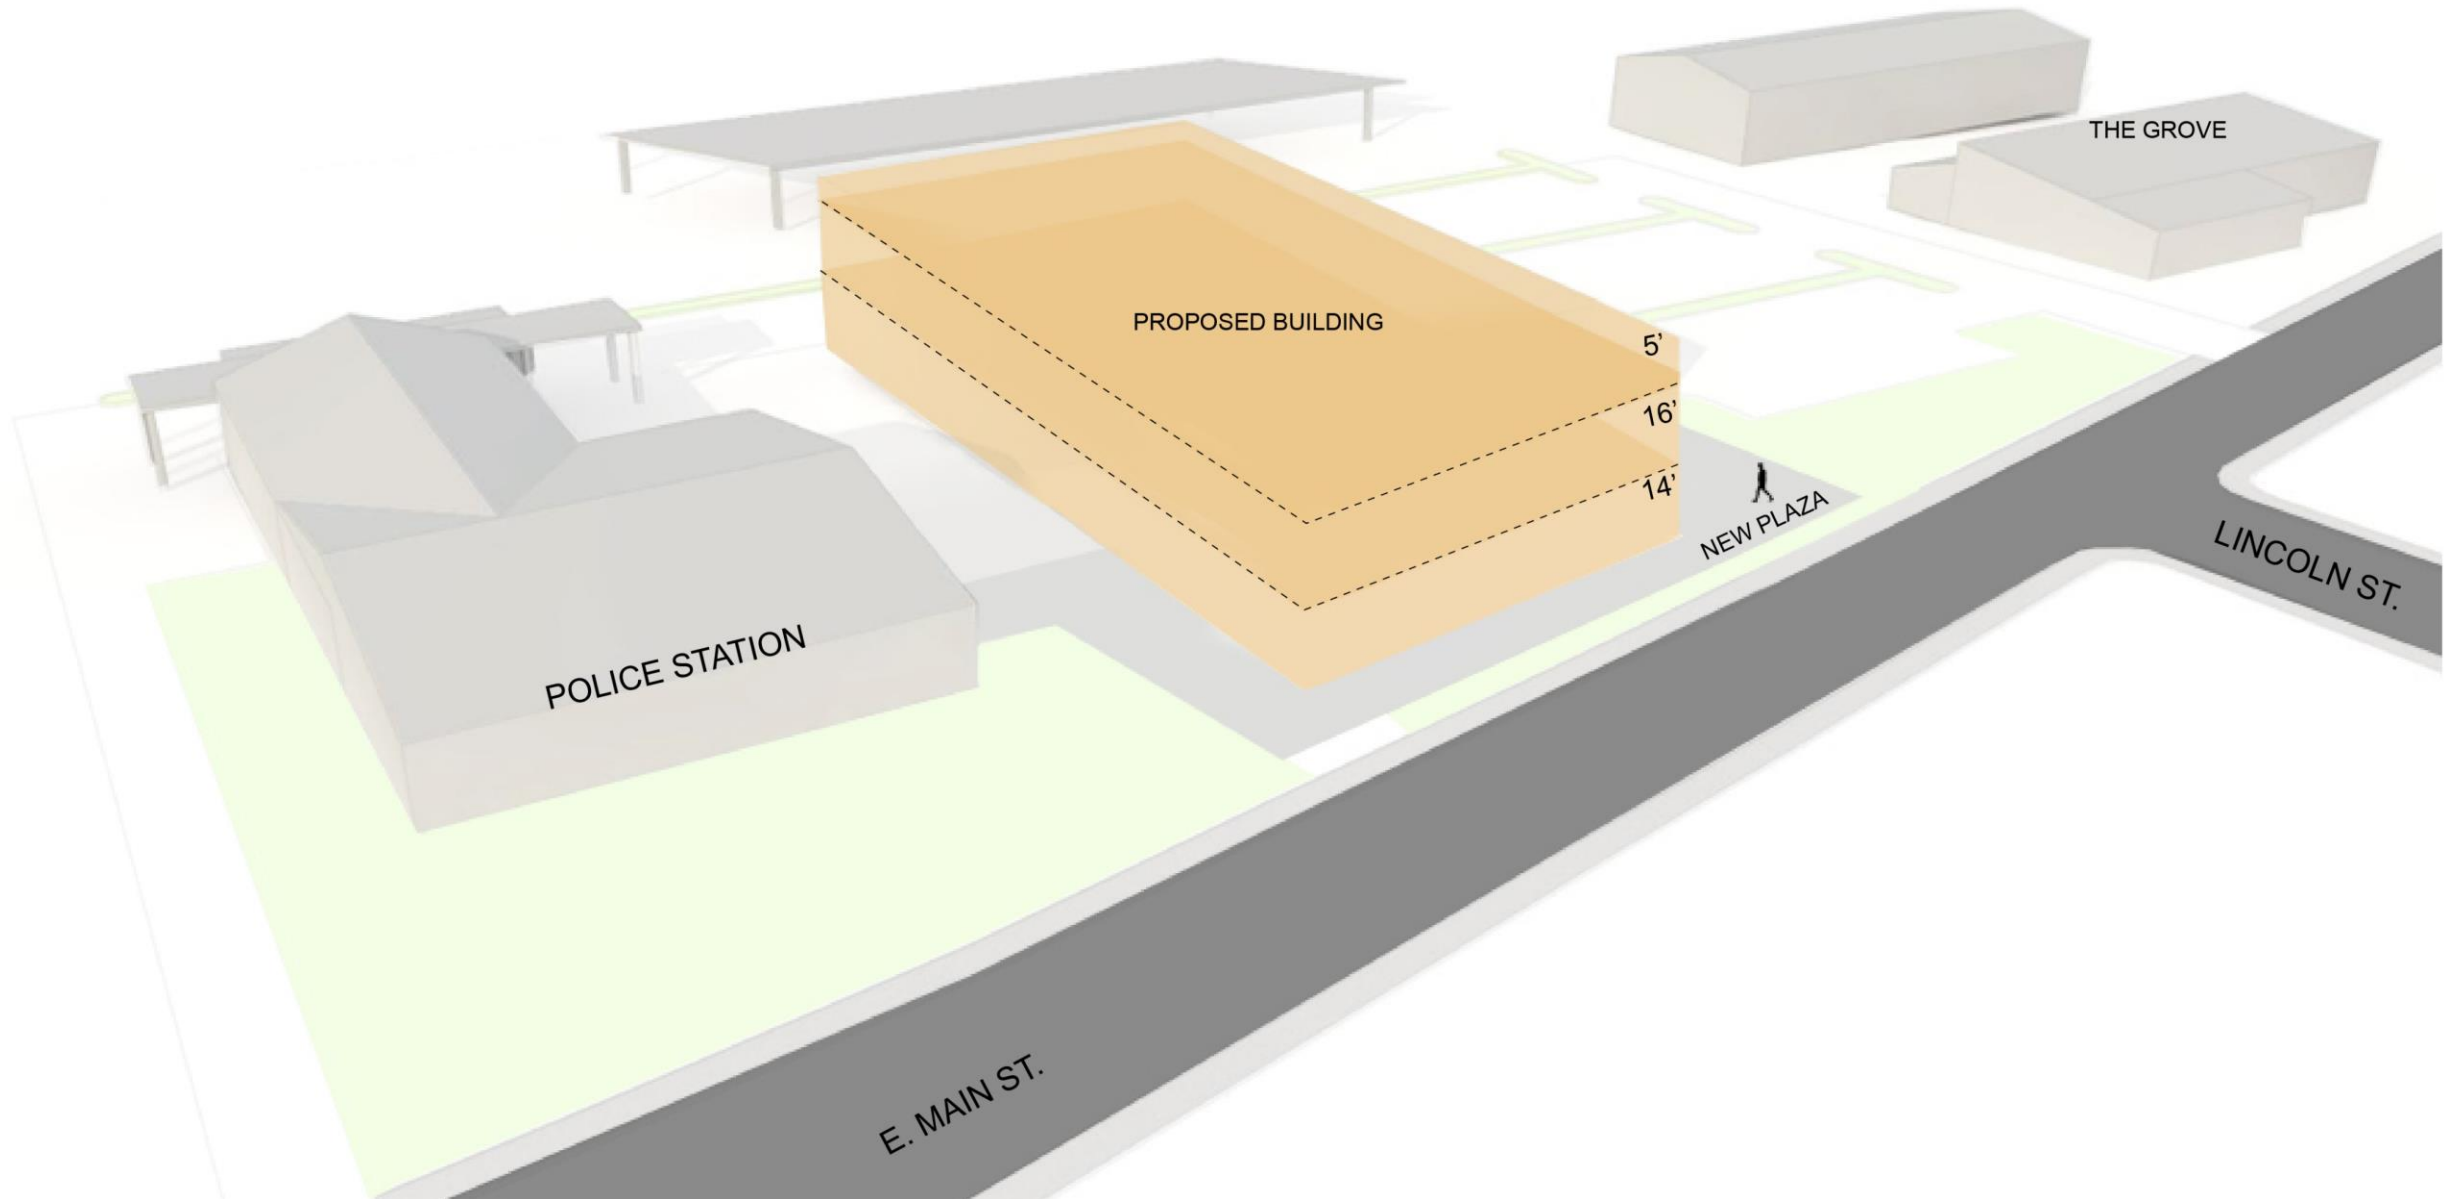 THE GROVE
PROPOSED BUILDING
5’
16’
14’
NEW PLAZA
LINCOLN ST.
POLICE STATION
E. MAIN ST.